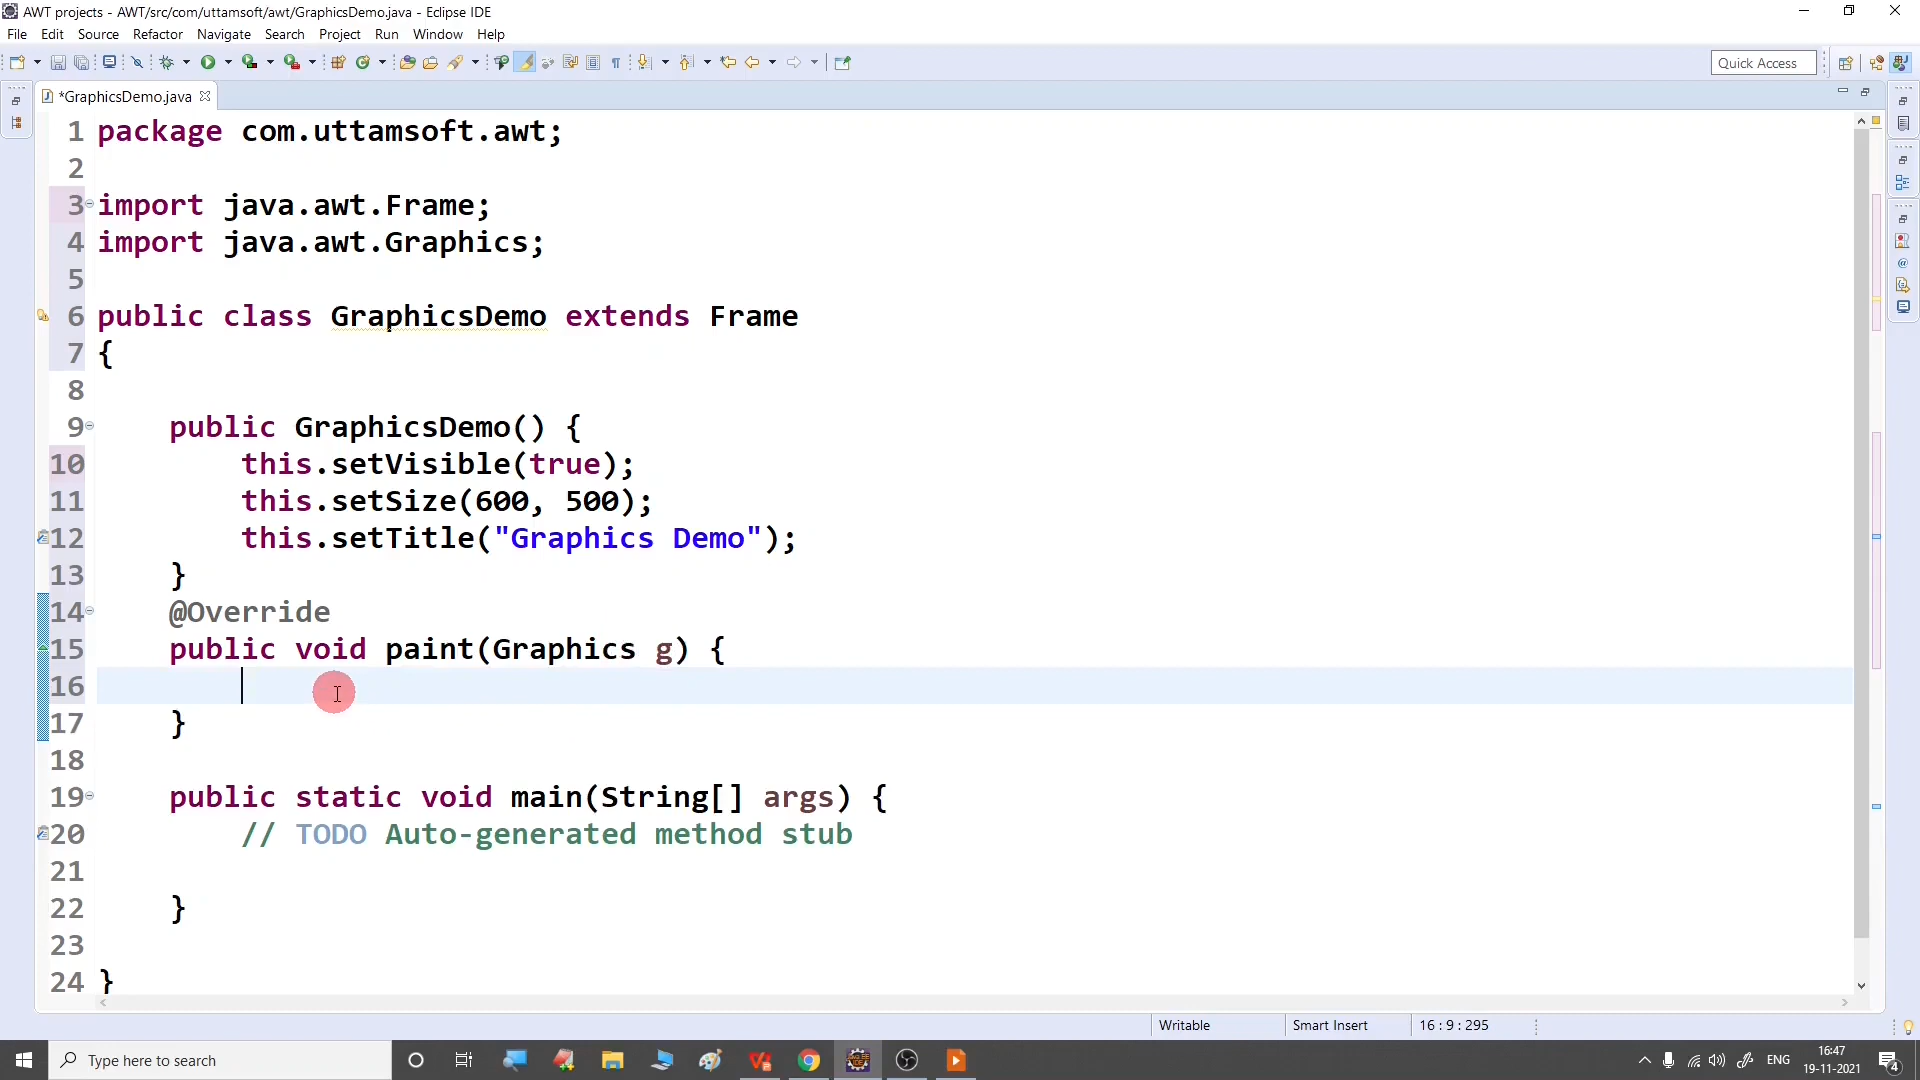 AWT projects - AWT/src/com/uttamsoft/awt/GraphicsDemo.java - Eclipse IDE
File Edit Source Refactor Navigate Search Project Run Window Help
Quick Access
*GraphicsDemo.java
1 package com.uttamsoft.awt;
2
3 import java.awt.Frame;
4 import java.awt.Graphics;
5
6 public class GraphicsDemo extends Frame
7 {
8
9 public GraphicsDemo() {
10 this.setVisible(true);
11 this.setSize(600, 500);
12 this.setTitle("Graphics Demo");
13 }
14 @Override
15 public void paint(Graphics g) {
16
17 }
18
19 public static void main(String[] args) {
20 // TODO Auto-generated method stub
21
22 }
23
24 }
Writable Smart Insert 16 : 9 : 295
Type here to search
ENG
16:47
19-11-2021
4